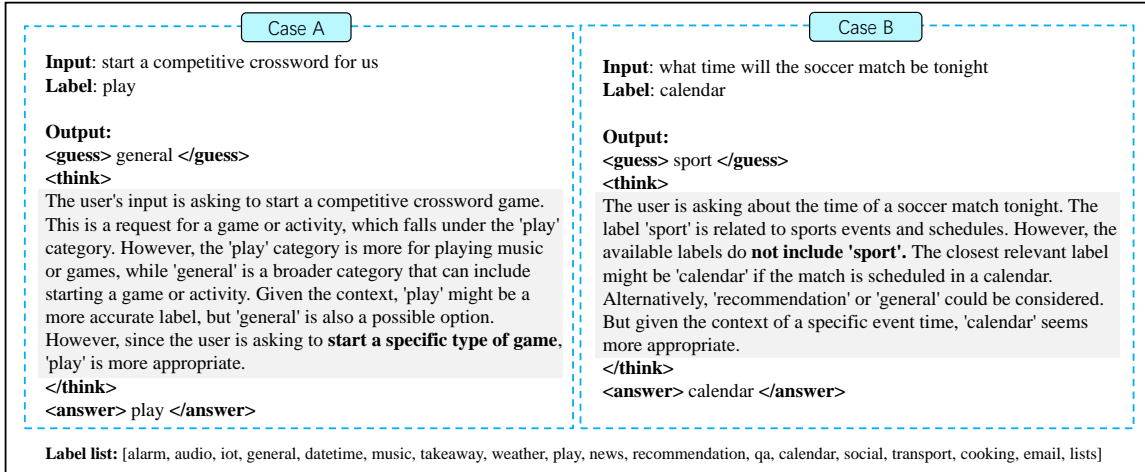 Case A
Input: start a competitive crossword for us
Label: play
Output:
<guess> general </guess>
<think>
The user's input is asking to start a competitive crossword game.
This is a request for a game or activity, which falls under the 'play'
category. However, the 'play' category is more for playing music
or games, while 'general' is a broader category that can include
starting a game or activity. Given the context, 'play' might be a
more accurate label, but 'general' is also a possible option.
However, since the user is asking to start a specific type of game,
'play' is more appropriate.
</think>
<answer> play </answer>
Case B
Input: what time will the soccer match be tonight
Label: calendar
Output:
<guess> sport </guess>
<think>
The user is asking about the time of a soccer match tonight. The
label 'sport' is related to sports events and schedules. However, the
available labels do not include 'sport'. The closest relevant label
might be 'calendar' if the match is scheduled in a calendar.
Alternatively, 'recommendation' or 'general' could be considered.
But given the context of a specific event time, 'calendar' seems
more appropriate.
</think>
<answer> calendar </answer>
Label list: [alarm, audio, iot, general, datetime, music, takeaway, weather, play, news, recommendation, qa, calendar, social, transport, cooking, email, lists]